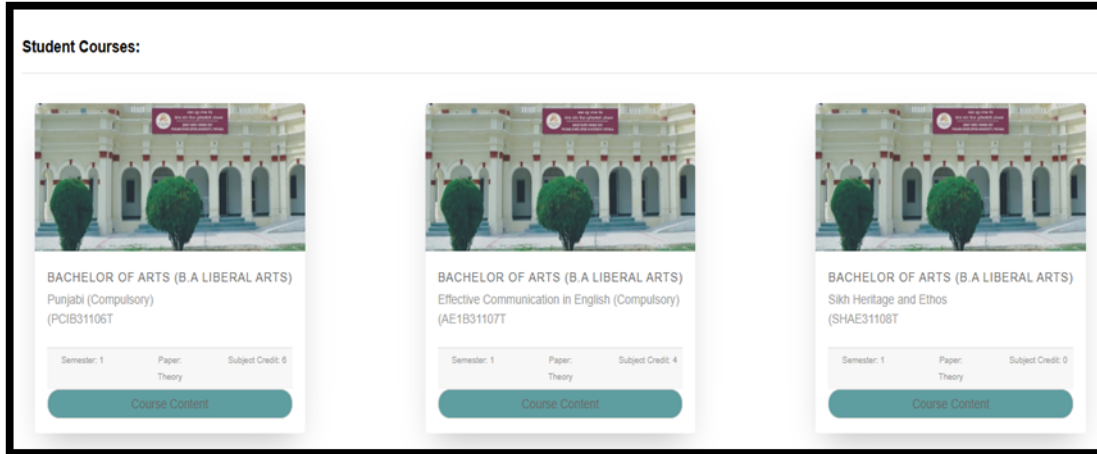 Student Courses:
BACHELOR OF ARTS (B.A LIBERAL ARTS)
Punjabi (Compulsory)
(PCIB31106T
Semester: 1 Paper: Theory Subject Credit: 6
Course Content
BACHELOR OF ARTS (B.A LIBERAL ARTS)
Effective Communication in English (Compulsory)
(AE1B31107T
Semester: 1 Paper: Theory Subject Credit: 4
Course Content
BACHELOR OF ARTS (B.A LIBERAL ARTS)
Sikh Heritage and Ethos
(SHAE31108T
Semester: 1 Paper: Theory Subject Credit: 0
Course Content